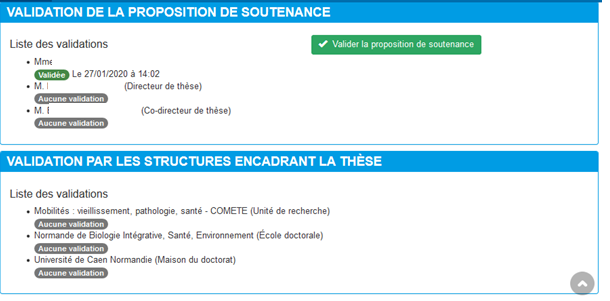 VALIDATION DE LA PROPOSITION DE SOUTENANCE
Liste des validations
Valider la proposition de soutenance
Mme
Validée Le 27/01/2020 à 14:02
M. (Directeur de thèse)
Aucune validation
M. (Co-directeur de thèse)
Aucune validation
VALIDATION PAR LES STRUCTURES ENCADRANT LA THÈSE
Liste des validations
Mobilités : vieillissement, pathologie, santé - COMETE (Unité de recherche)
Aucune validation
Normande de Biologie Intégrative, Santé, Environnement (École doctorale)
Aucune validation
Université de Caen Normandie (Maison du doctorat)
Aucune validation